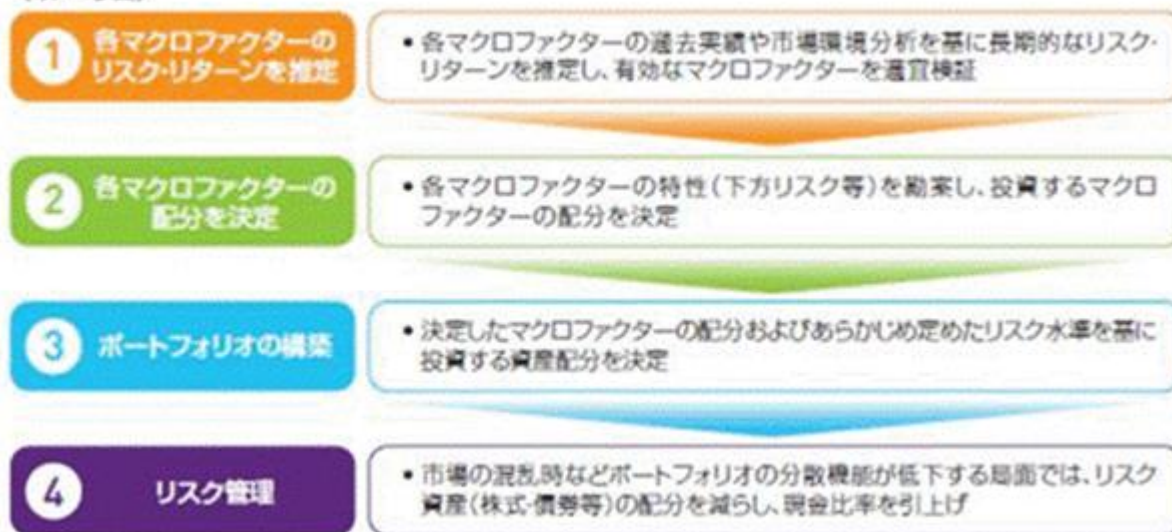 1
各マクロファクターの
リスク・リターンを推定
• 各マクロファクターの過去実績や市場環境分析を基に長期的なリスク・
リターンを推定し、有効なマクロファクターを適宜検証
2
各マクロファクターの
配分を決定
• 各マクロファクターの特性(下方リスク等)を勘案し、投資するマクロ
ファクターの配分を決定
3
ポートフォリオの構築
• 決定したマクロファクターの配分およびあらかじめ定めたリスク水準を基に
投資する資産配分を決定
4
リスク管理
• 市場の混乱時などポートフォリオの分散機能が低下する局面では、リスク
資産(株式・債券等)の配分を減らし、現金比率を引上げ